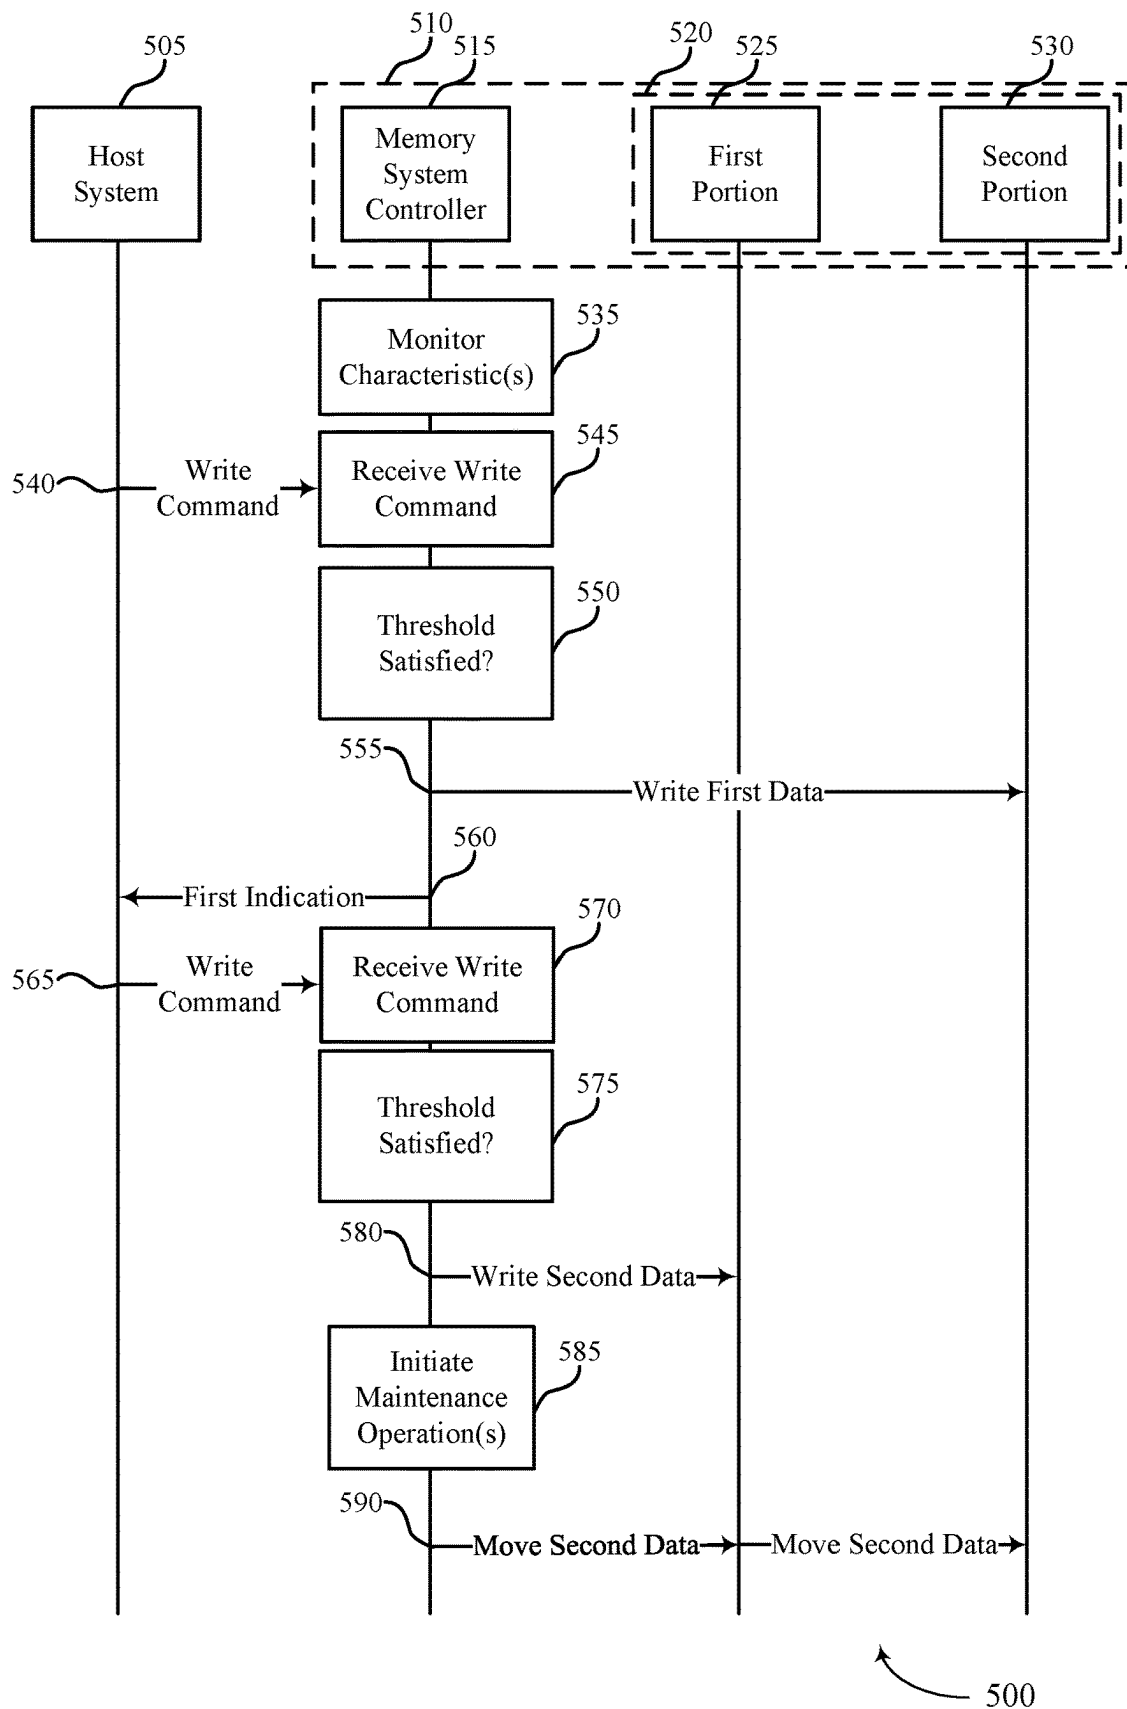 510
505
515
520
525
530
Host
System
Memory
System
Controller
First
Portion
Second
Portion
535
Monitor
Characteristic(s)
545
540
Write
Command
Receive Write
Command
550
Threshold
Satisfied?
555
Write First Data
560
First Indication
570
565
Write
Command
Receive Write
Command
575
Threshold
Satisfied?
580
Write Second Data
585
Initiate
Maintenance
Operation(s)
590
Move Second Data
Move Second Data
500